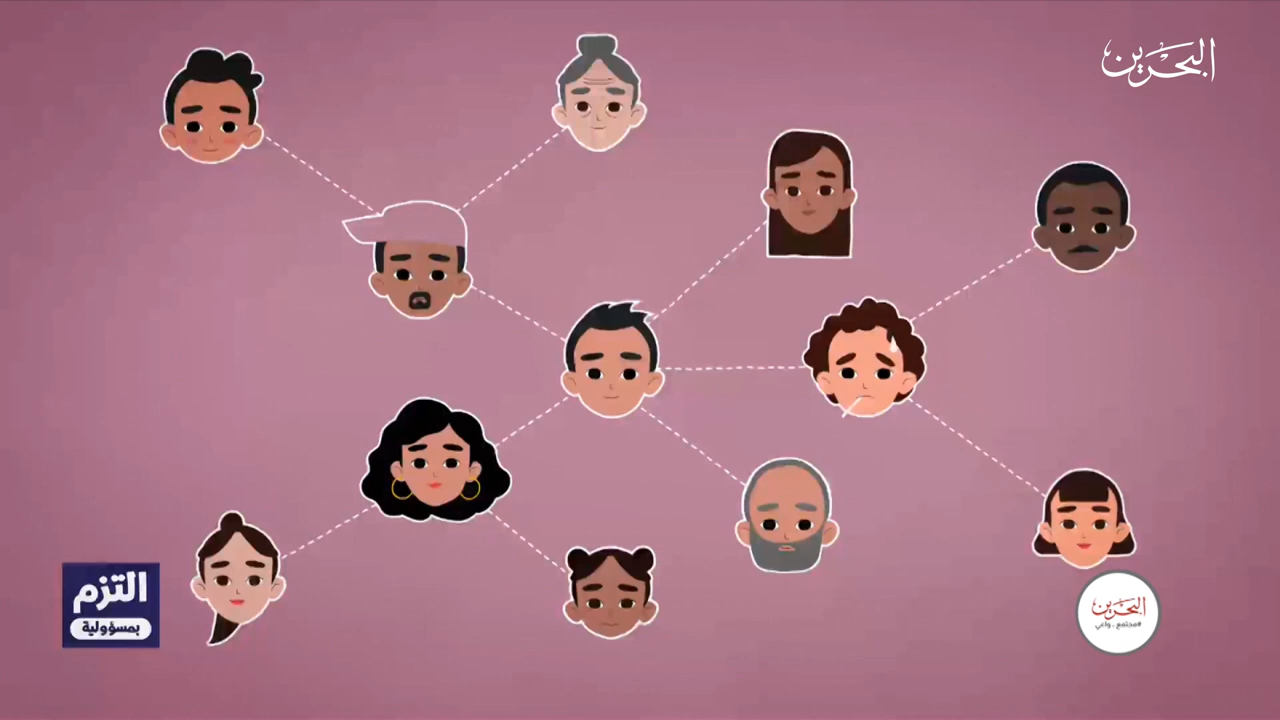 البحرين
التزم
بمسؤولية
البحرين
#مجتمع_واعي